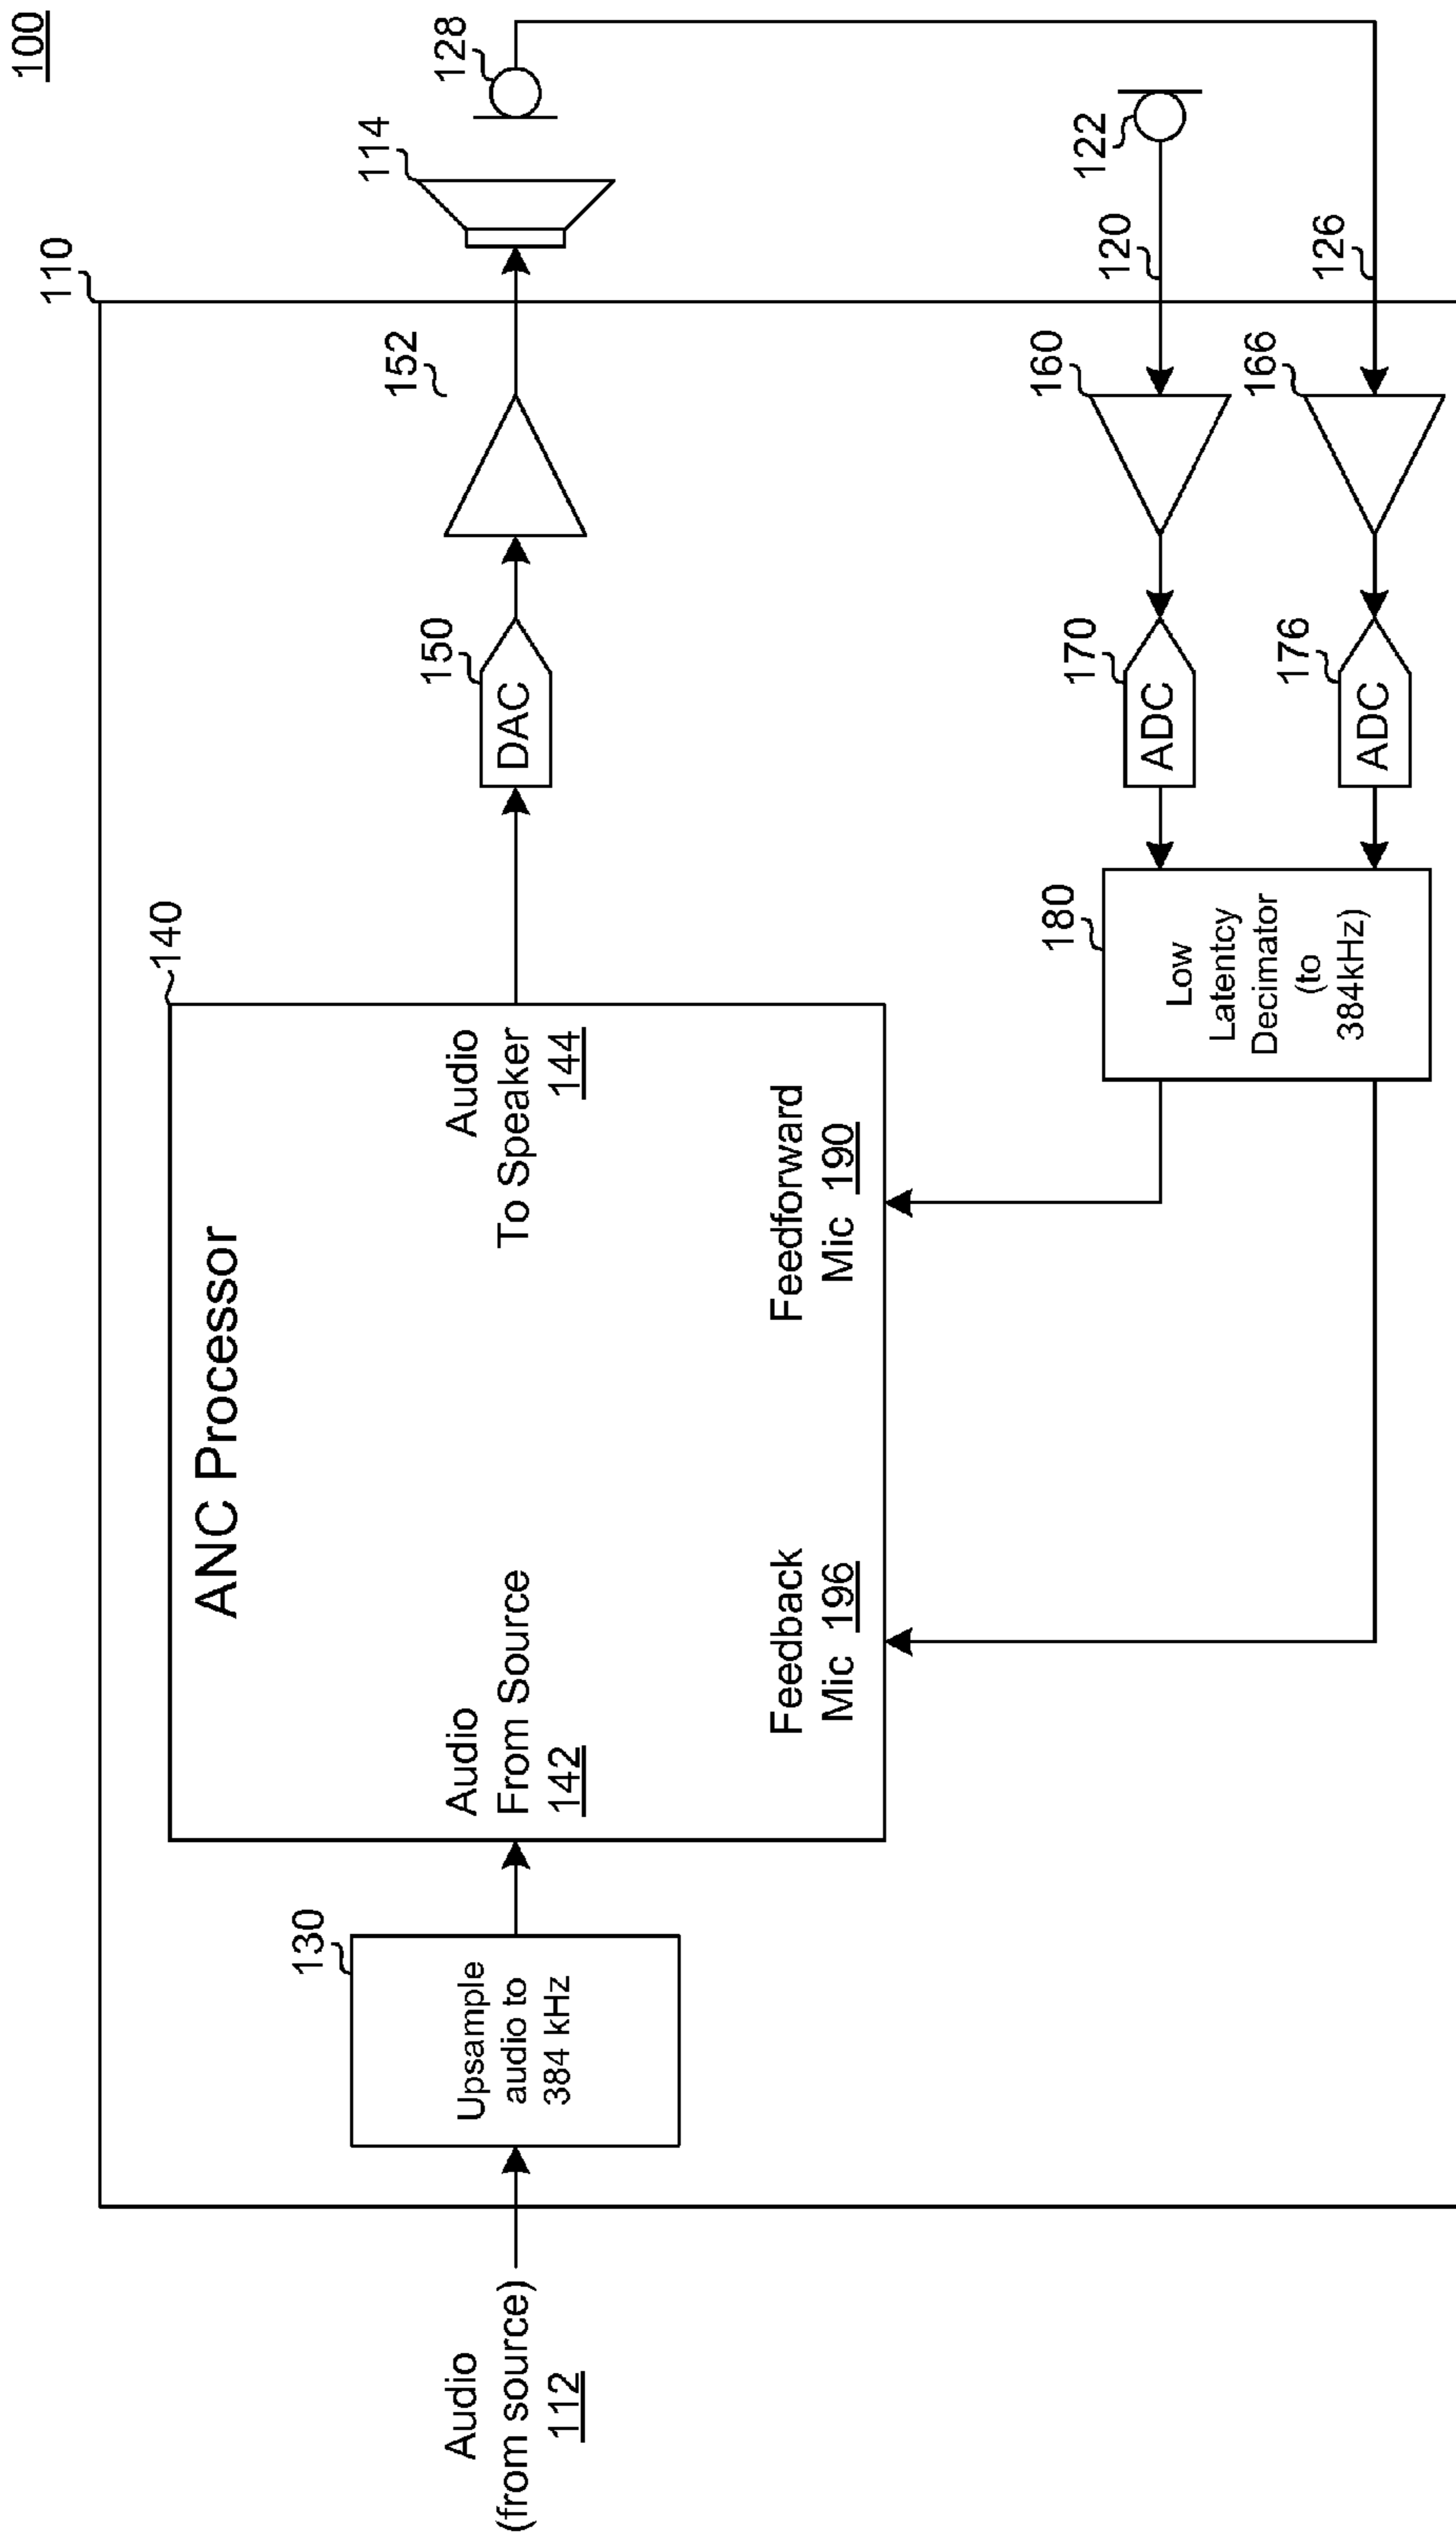 100
110
ANC Processor
140
130
Upsample
audio to
384 kHz
Audio
(from source)
112
Audio
From Source
142
Audio
To Speaker
144
150
DAC
152
114
128
Feedback
Mic 196
Feedforward
Mic 190
180
Low
Latentcy
Decimator
(to
384kHz)
170
ADC
160
120
122
176
ADC
166
126